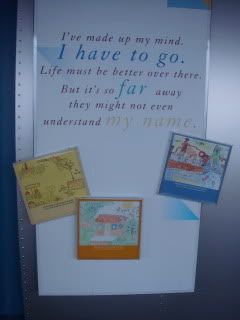 I've made up my mind.
I have to go.
Life must be better over there.
But it's so far away
they might not even
understand my name.